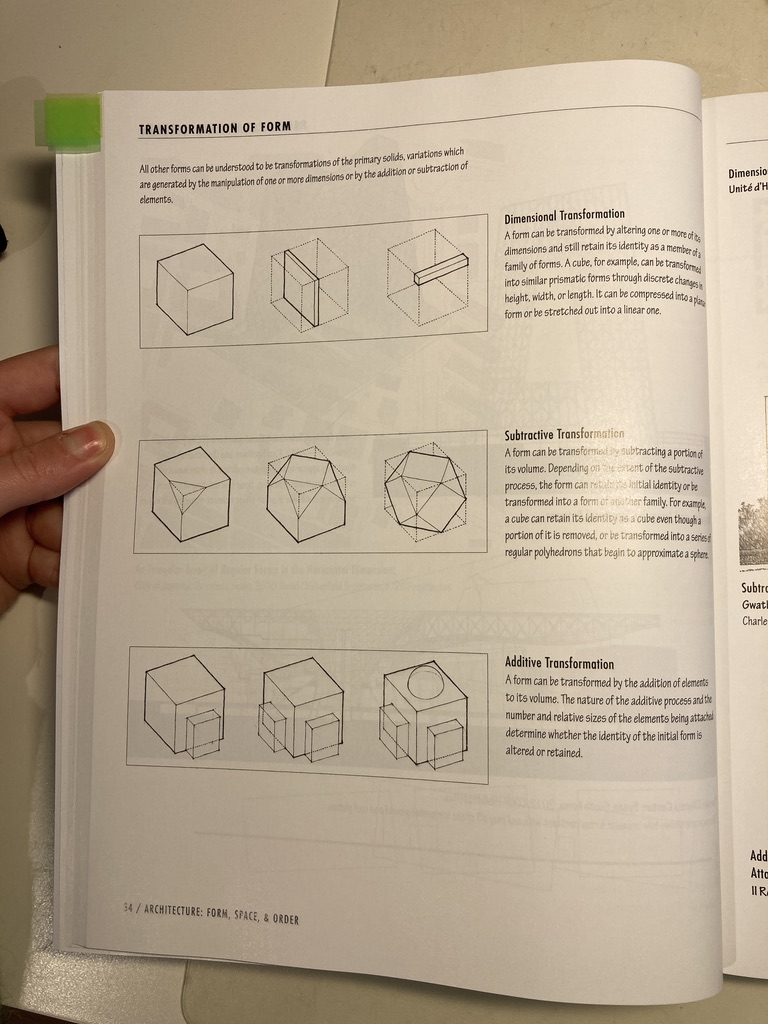 TRANSFORMATION OF FORM
All other forms can be understood to be transformations of the primary solids, variations which
are generated by the manipulation of one or more dimensions or by the addition or subtraction of
elements.
Dimensional Transformation
A form can be transformed by altering one or more of its
dimensions and still retain its identity as a member of a
family of forms. A cube, for example, can be transformed
into similar prismatic forms through discrete changes in
height, width, or length. It can be compressed into a planar
form or be stretched out into a linear one.
Subtractive Transformation
A form can be transformed by subtracting a portion of
its volume. Depending on the extent of the subtractive
process, the form can retain its initial identity or be
transformed into a form of another family. For example,
a cube can retain its identity as a cube even though a
portion of it is removed, or be transformed into a series of
regular polyhedrons that begin to approximate a sphere.
Additive Transformation
A form can be transformed by the addition of elements
to its volume. The nature of the additive process and the
number and relative sizes of the elements being attached
determine whether the identity of the initial form is
altered or retained.
34 / ARCHITECTURE: FORM, SPACE, & ORDER
Dimensio
Unité d'H
Subtra
Gwath
Charle
Add
Atta
Il R